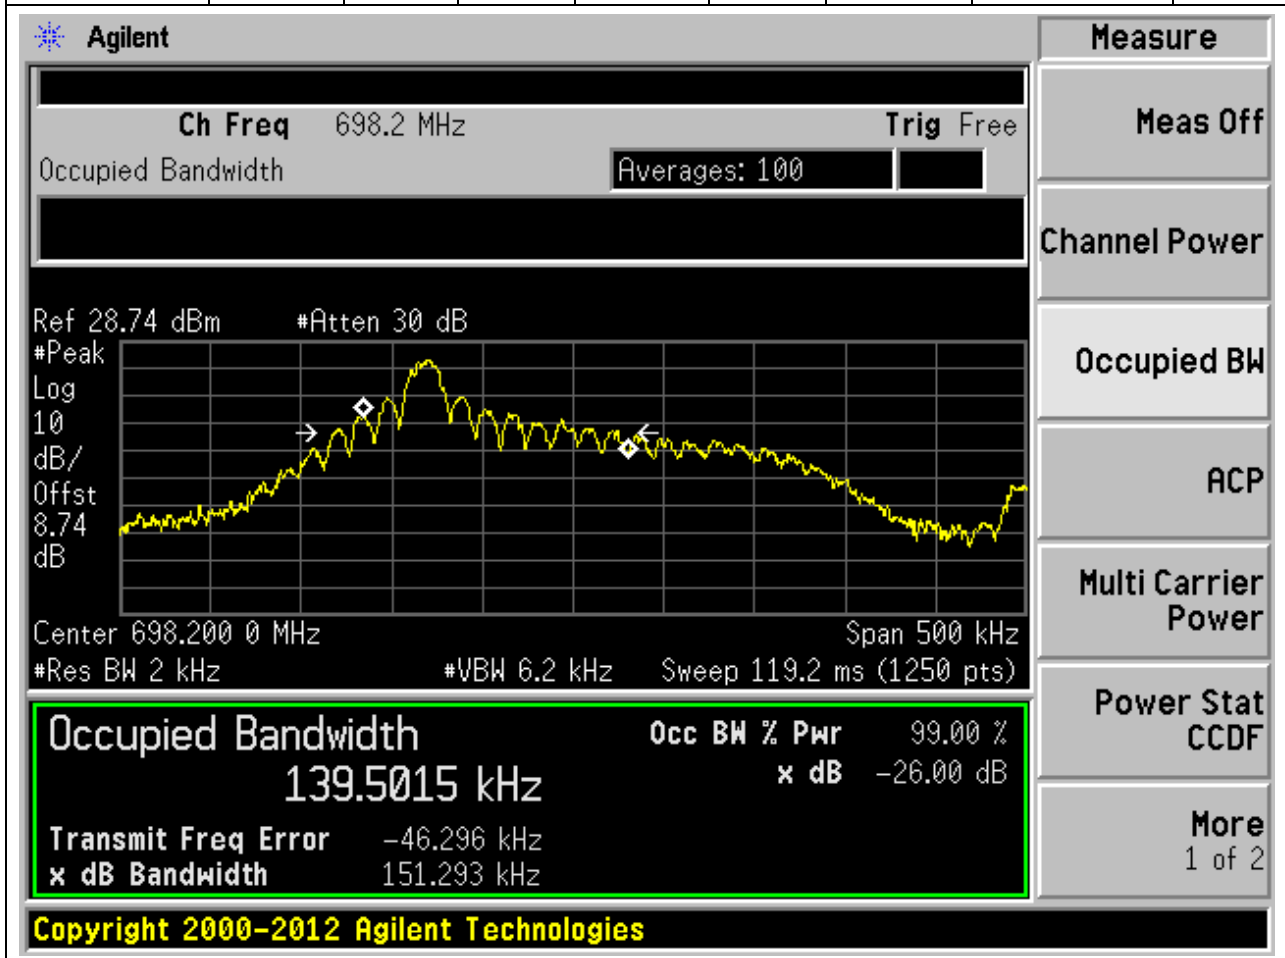 Agilent
Measure
Ch Freq 698.2 MHz Trig Free
Meas Off
Occupied Bandwidth Averages: 100
Channel Power
Ref 28.74 dBm #Atten 30 dB
#Peak
Log
10
dB/
Offst
8.74
dB
Occupied BW
ACP
Multi Carrier
Power
Center 698.200 0 MHz Span 500 kHz
#Res BW 2 kHz #VBW 6.2 kHz Sweep 119.2 ms (1250 pts)
Occupied Bandwidth
139.5015 kHz
Occ BW % Pwr 99.00 %
x dB -26.00 dB
Transmit Freq Error -46.296 kHz
x dB Bandwidth 151.293 kHz
Power Stat
CCDF
More
1 of 2
Copyright 2000-2012 Agilent Technologies